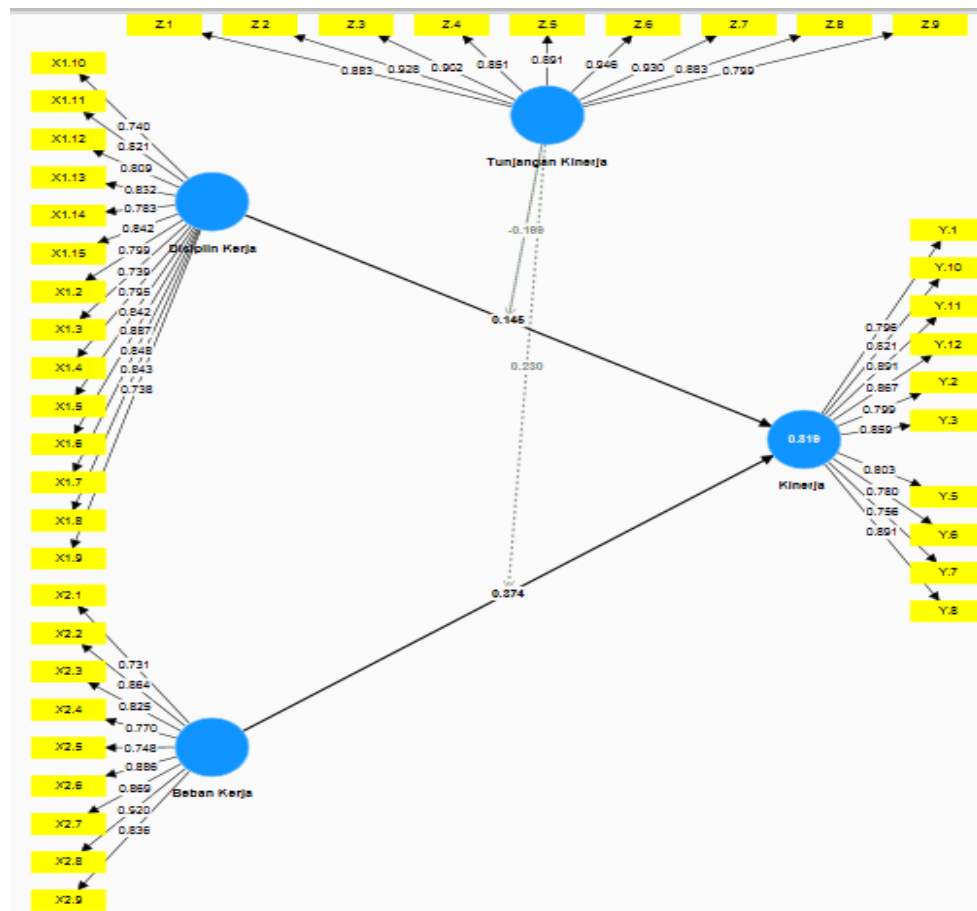 Z.1 Z.2 Z.3 Z.4 Z.5 Z.6 Z.7 Z.8 Z.9
0.883 0.928 0.902 0.851 0.891 0.946 0.930 0.883 0.799
Tunjangan Kinerja
X1.10
X1.11
X1.12
X1.13
X1.14
X1.15
X1.2
X1.3
X1.4
X1.5
X1.6
X1.7
X1.8
X1.9
0.740
0.821
0.809
0.832
0.783
0.842
0.799
0.739
0.795
0.842
0.887
0.848
0.843
0.738
Disiplin Kerja
-0.199
0.145
0.230
0.374
X2.1
X2.2
X2.3
X2.4
X2.5
X2.6
X2.7
X2.8
X2.9
0.731
0.864
0.825
0.770
0.748
0.886
0.869
0.920
0.836
Beban Kerja
0.819
Kinerja
0.796
0.821
0.891
0.867
0.799
0.859
0.803
0.780
0.756
0.891
Y.1
Y.10
Y.11
Y.12
Y.2
Y.3
Y.5
Y.6
Y.7
Y.8